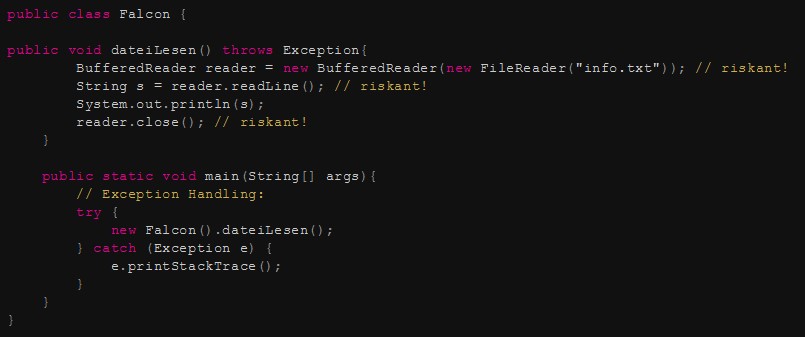 public class Falcon {
public void dateiLesen() throws Exception{
BufferedReader reader = new BufferedReader(new FileReader("info.txt")); // riskant!
String s = reader.readLine(); // riskant!
System.out.println(s);
reader.close(); // riskant!
}
public static void main(String[] args){
// Exception Handling:
try {
new Falcon().dateiLesen();
} catch (Exception e) {
e.printStackTrace();
}
}
}